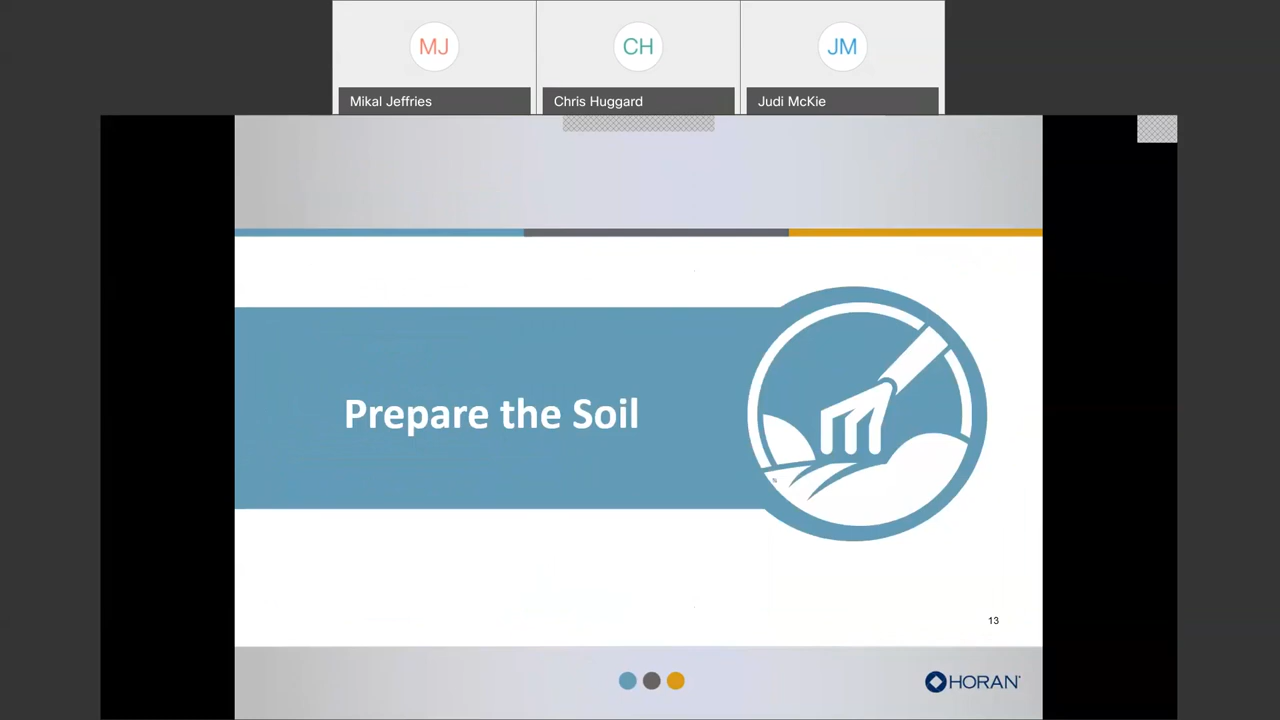 MJ
CH
JM
Mikal Jeffries
Chris Huggard
Judi McKie
Prepare the Soil
13
HORAN